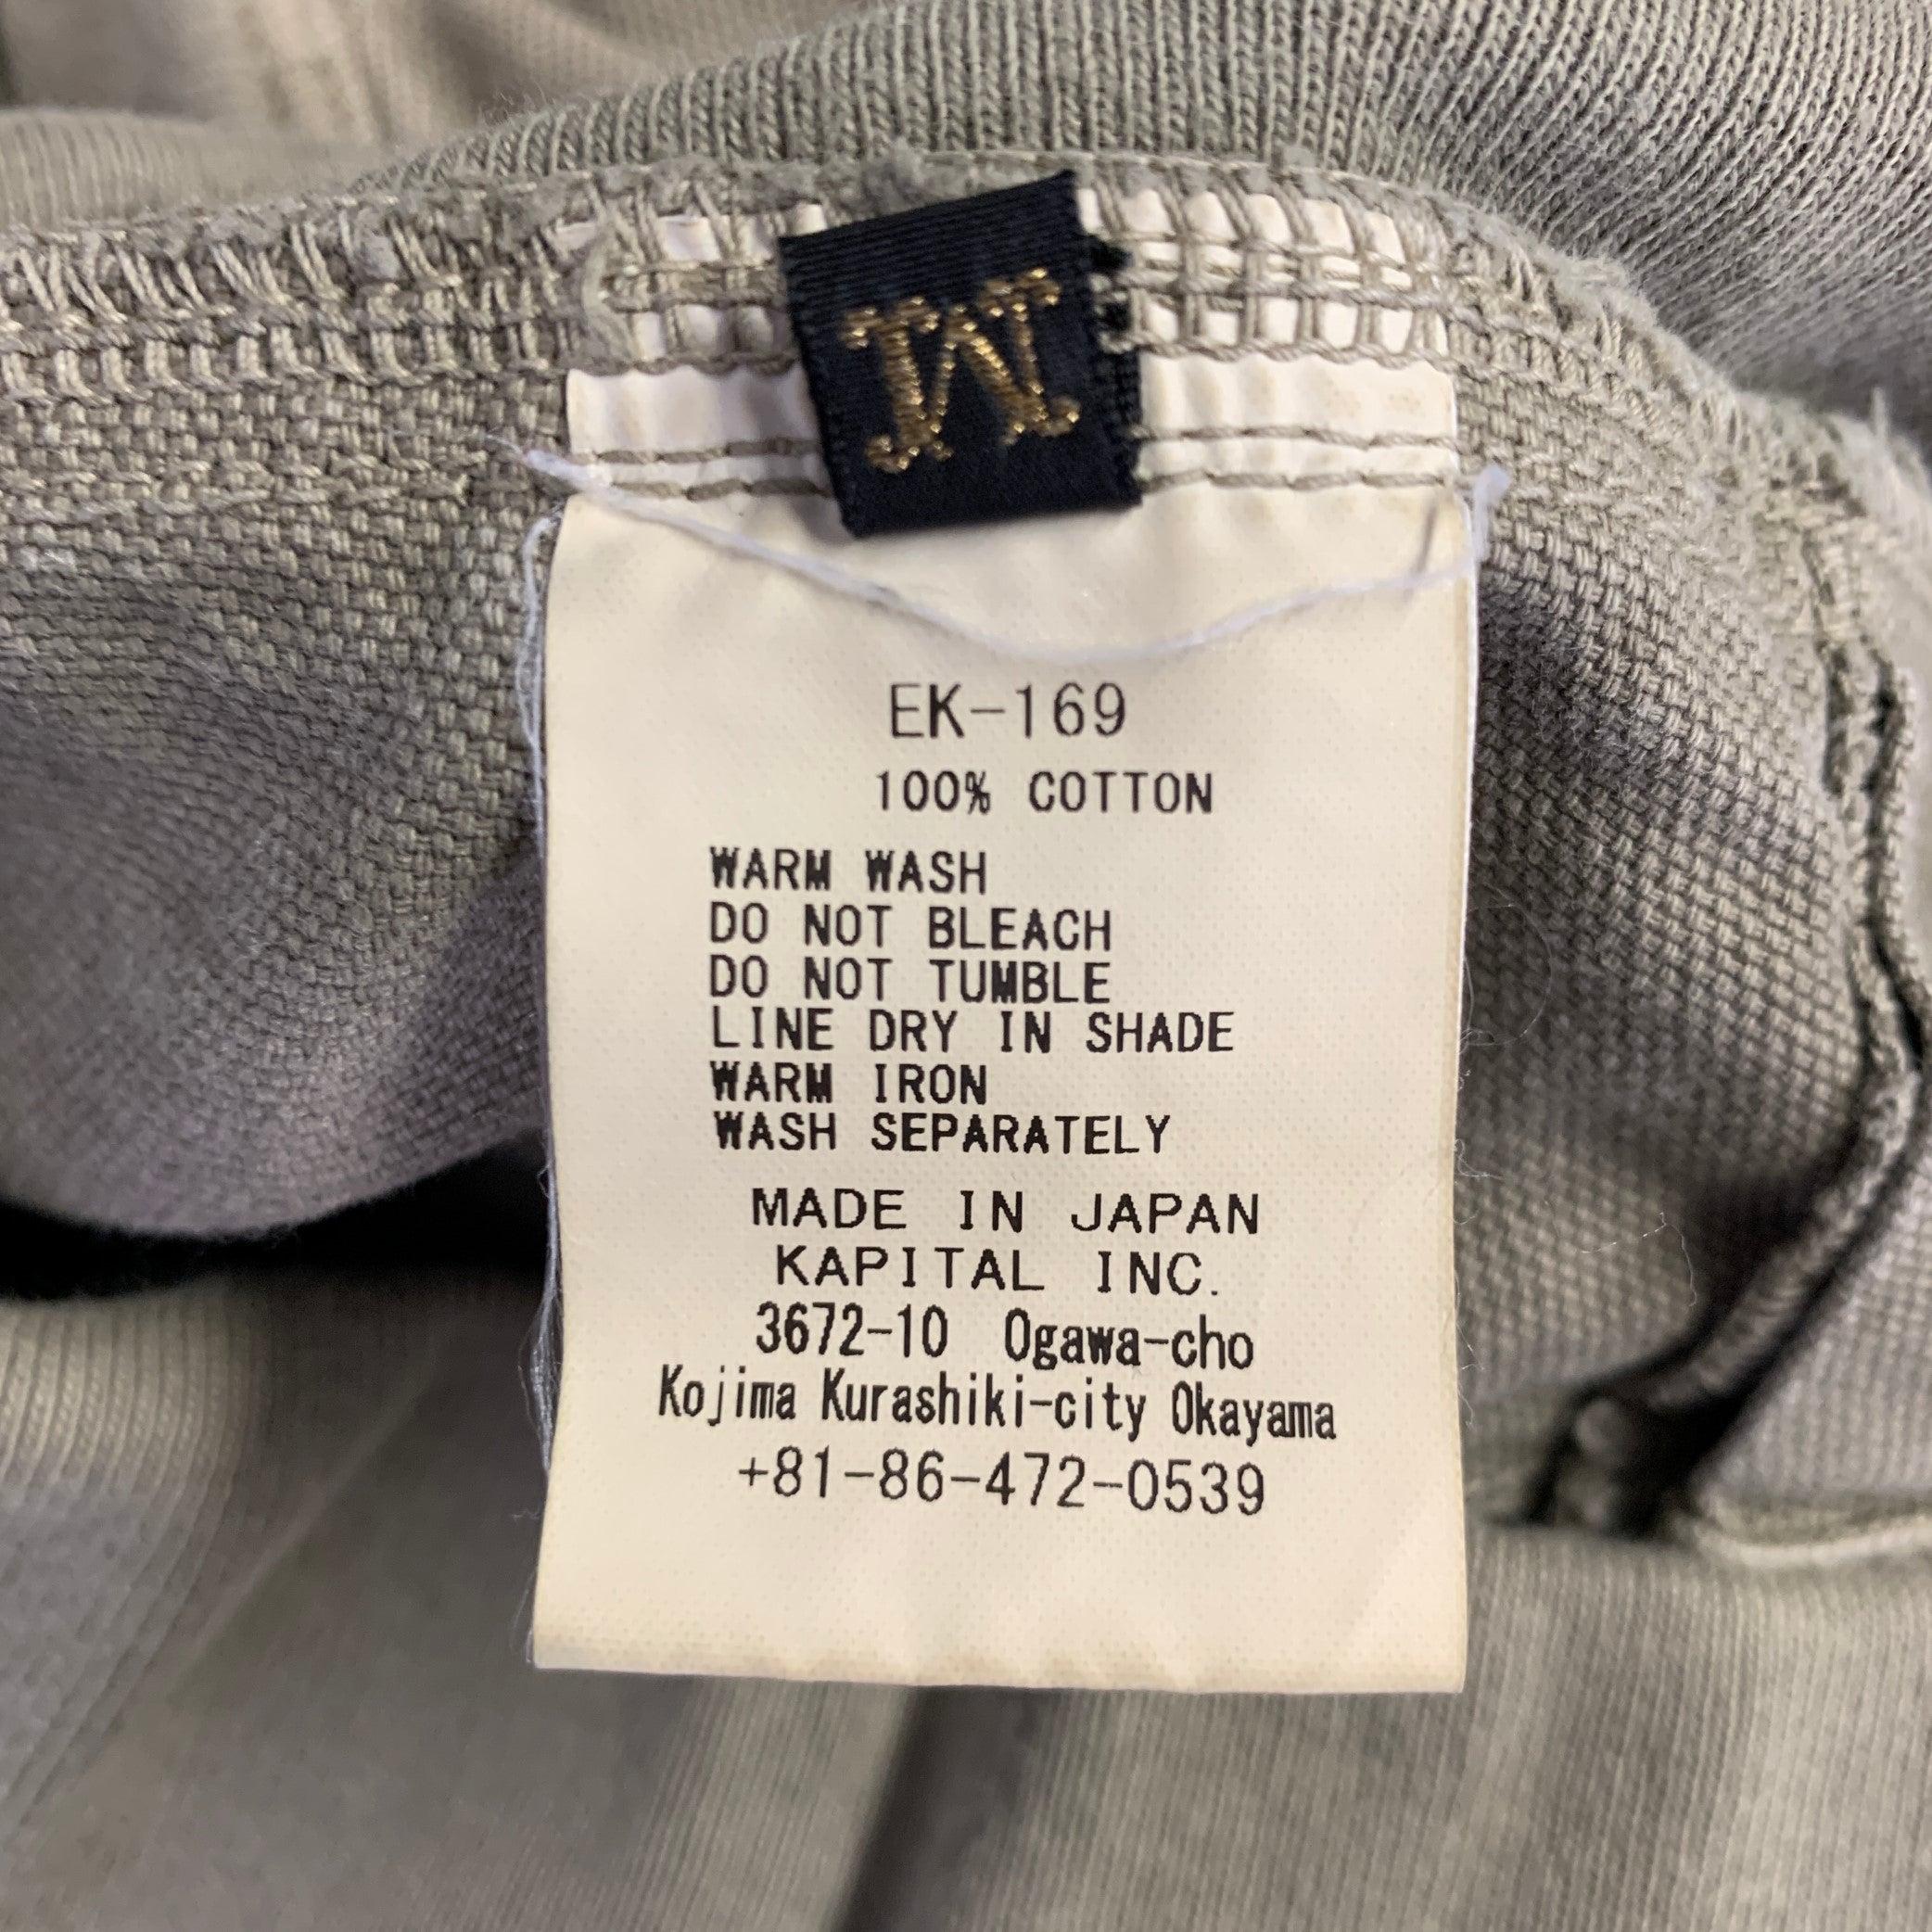 M
EK-169
100% COTTON
WARM WASH
DO NOT BLEACH
DO NOT TUMBLE
LINE DRY IN SHADE
WARM IRON
WASH SEPARATELY
MADE IN JAPAN
KAPITAL INC.
3672-10 Ogawa-cho
Kojima Kurashiki-city Okayama
+81-86-472-0539